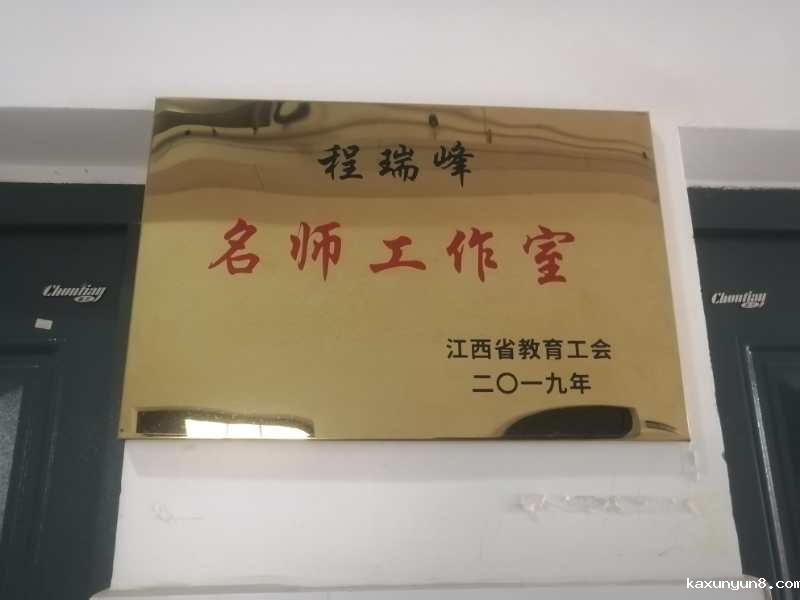 程瑞峰
名师工作室
江西省教育工会
二〇一九年
Chuntian
Chuntian
kaxunyun8.com